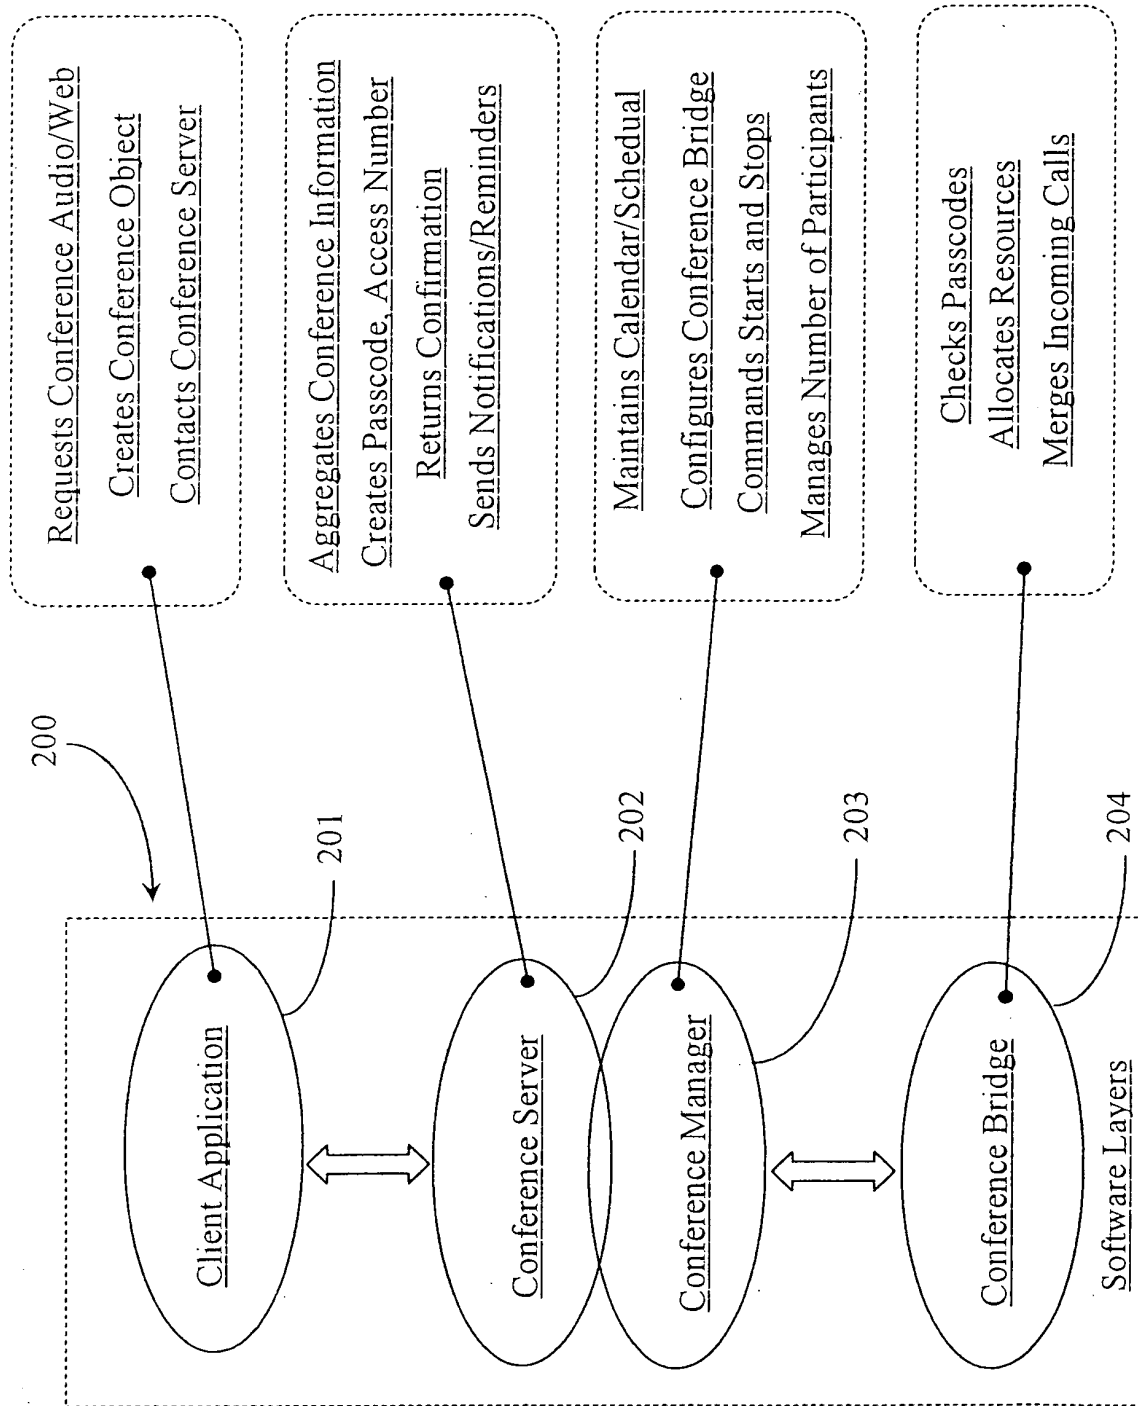 Requests Conference Audio/Web
Creates Conference Object
Contacts Conference Server
Aggregates Conference Information
Creates Passcode, Access Number
Returns Confirmation
Sends Notifications/Reminders
Maintains Calendar/Schedual
Configures Conference Bridge
Commands Starts and Stops
Manages Number of Participants
Checks Passcodes
Allocates Resources
Merges Incoming Calls
200
201
202
203
204
Client Application
Conference Server
Conference Manager
Conference Bridge
Software Layers